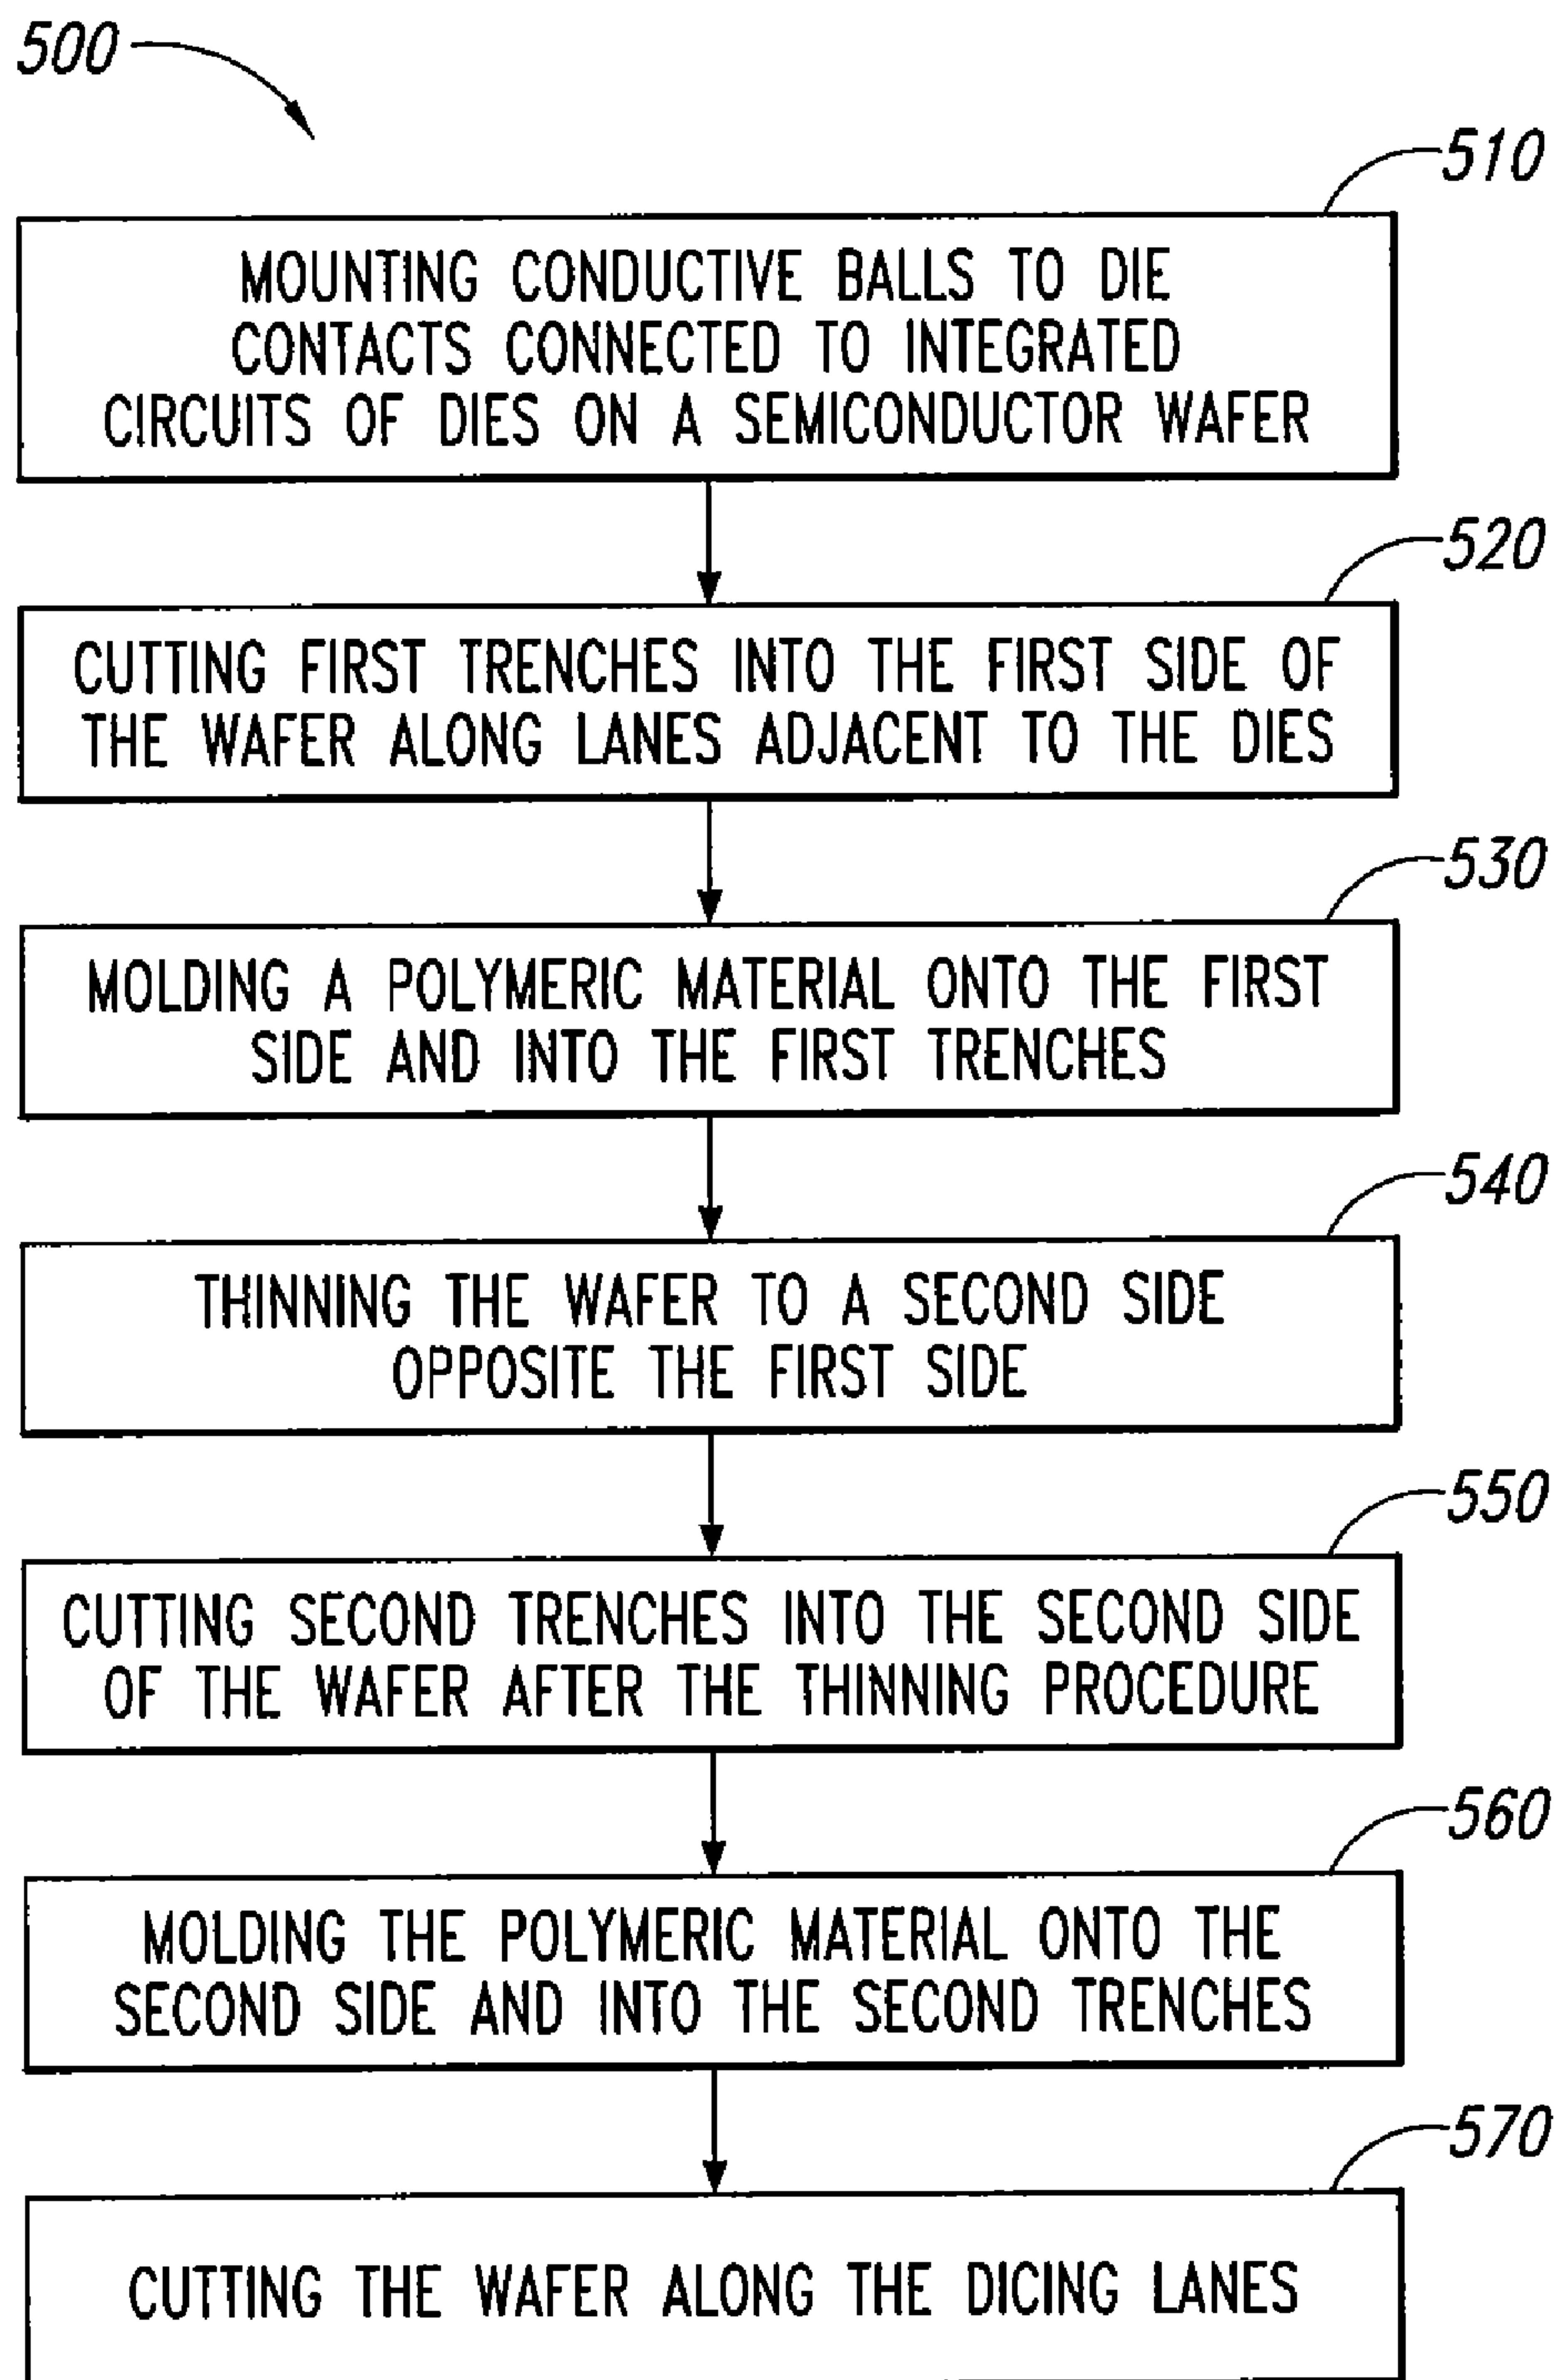 500
510
MOUNTING CONDUCTIVE BALLS TO DIE
CONTACTS CONNECTED TO INTEGRATED
CIRCUITS OF DIES ON A SEMICONDUCTOR WAFER
520
CUTTING FIRST TRENCHES INTO THE FIRST SIDE OF
THE WAFER ALONG LANES ADJACENT TO THE DIES
530
MOLDING A POLYMERIC MATERIAL ONTO THE FIRST
SIDE AND INTO THE FIRST TRENCHES
540
THINNING THE WAFER TO A SECOND SIDE
OPPOSITE THE FIRST SIDE
550
CUTTING SECOND TRENCHES INTO THE SECOND SIDE
OF THE WAFER AFTER THE THINNING PROCEDURE
560
MOLDING THE POLYMERIC MATERIAL ONTO THE
SECOND SIDE AND INTO THE SECOND TRENCHES
570
CUTTING THE WAFER ALONG THE DICING LANES